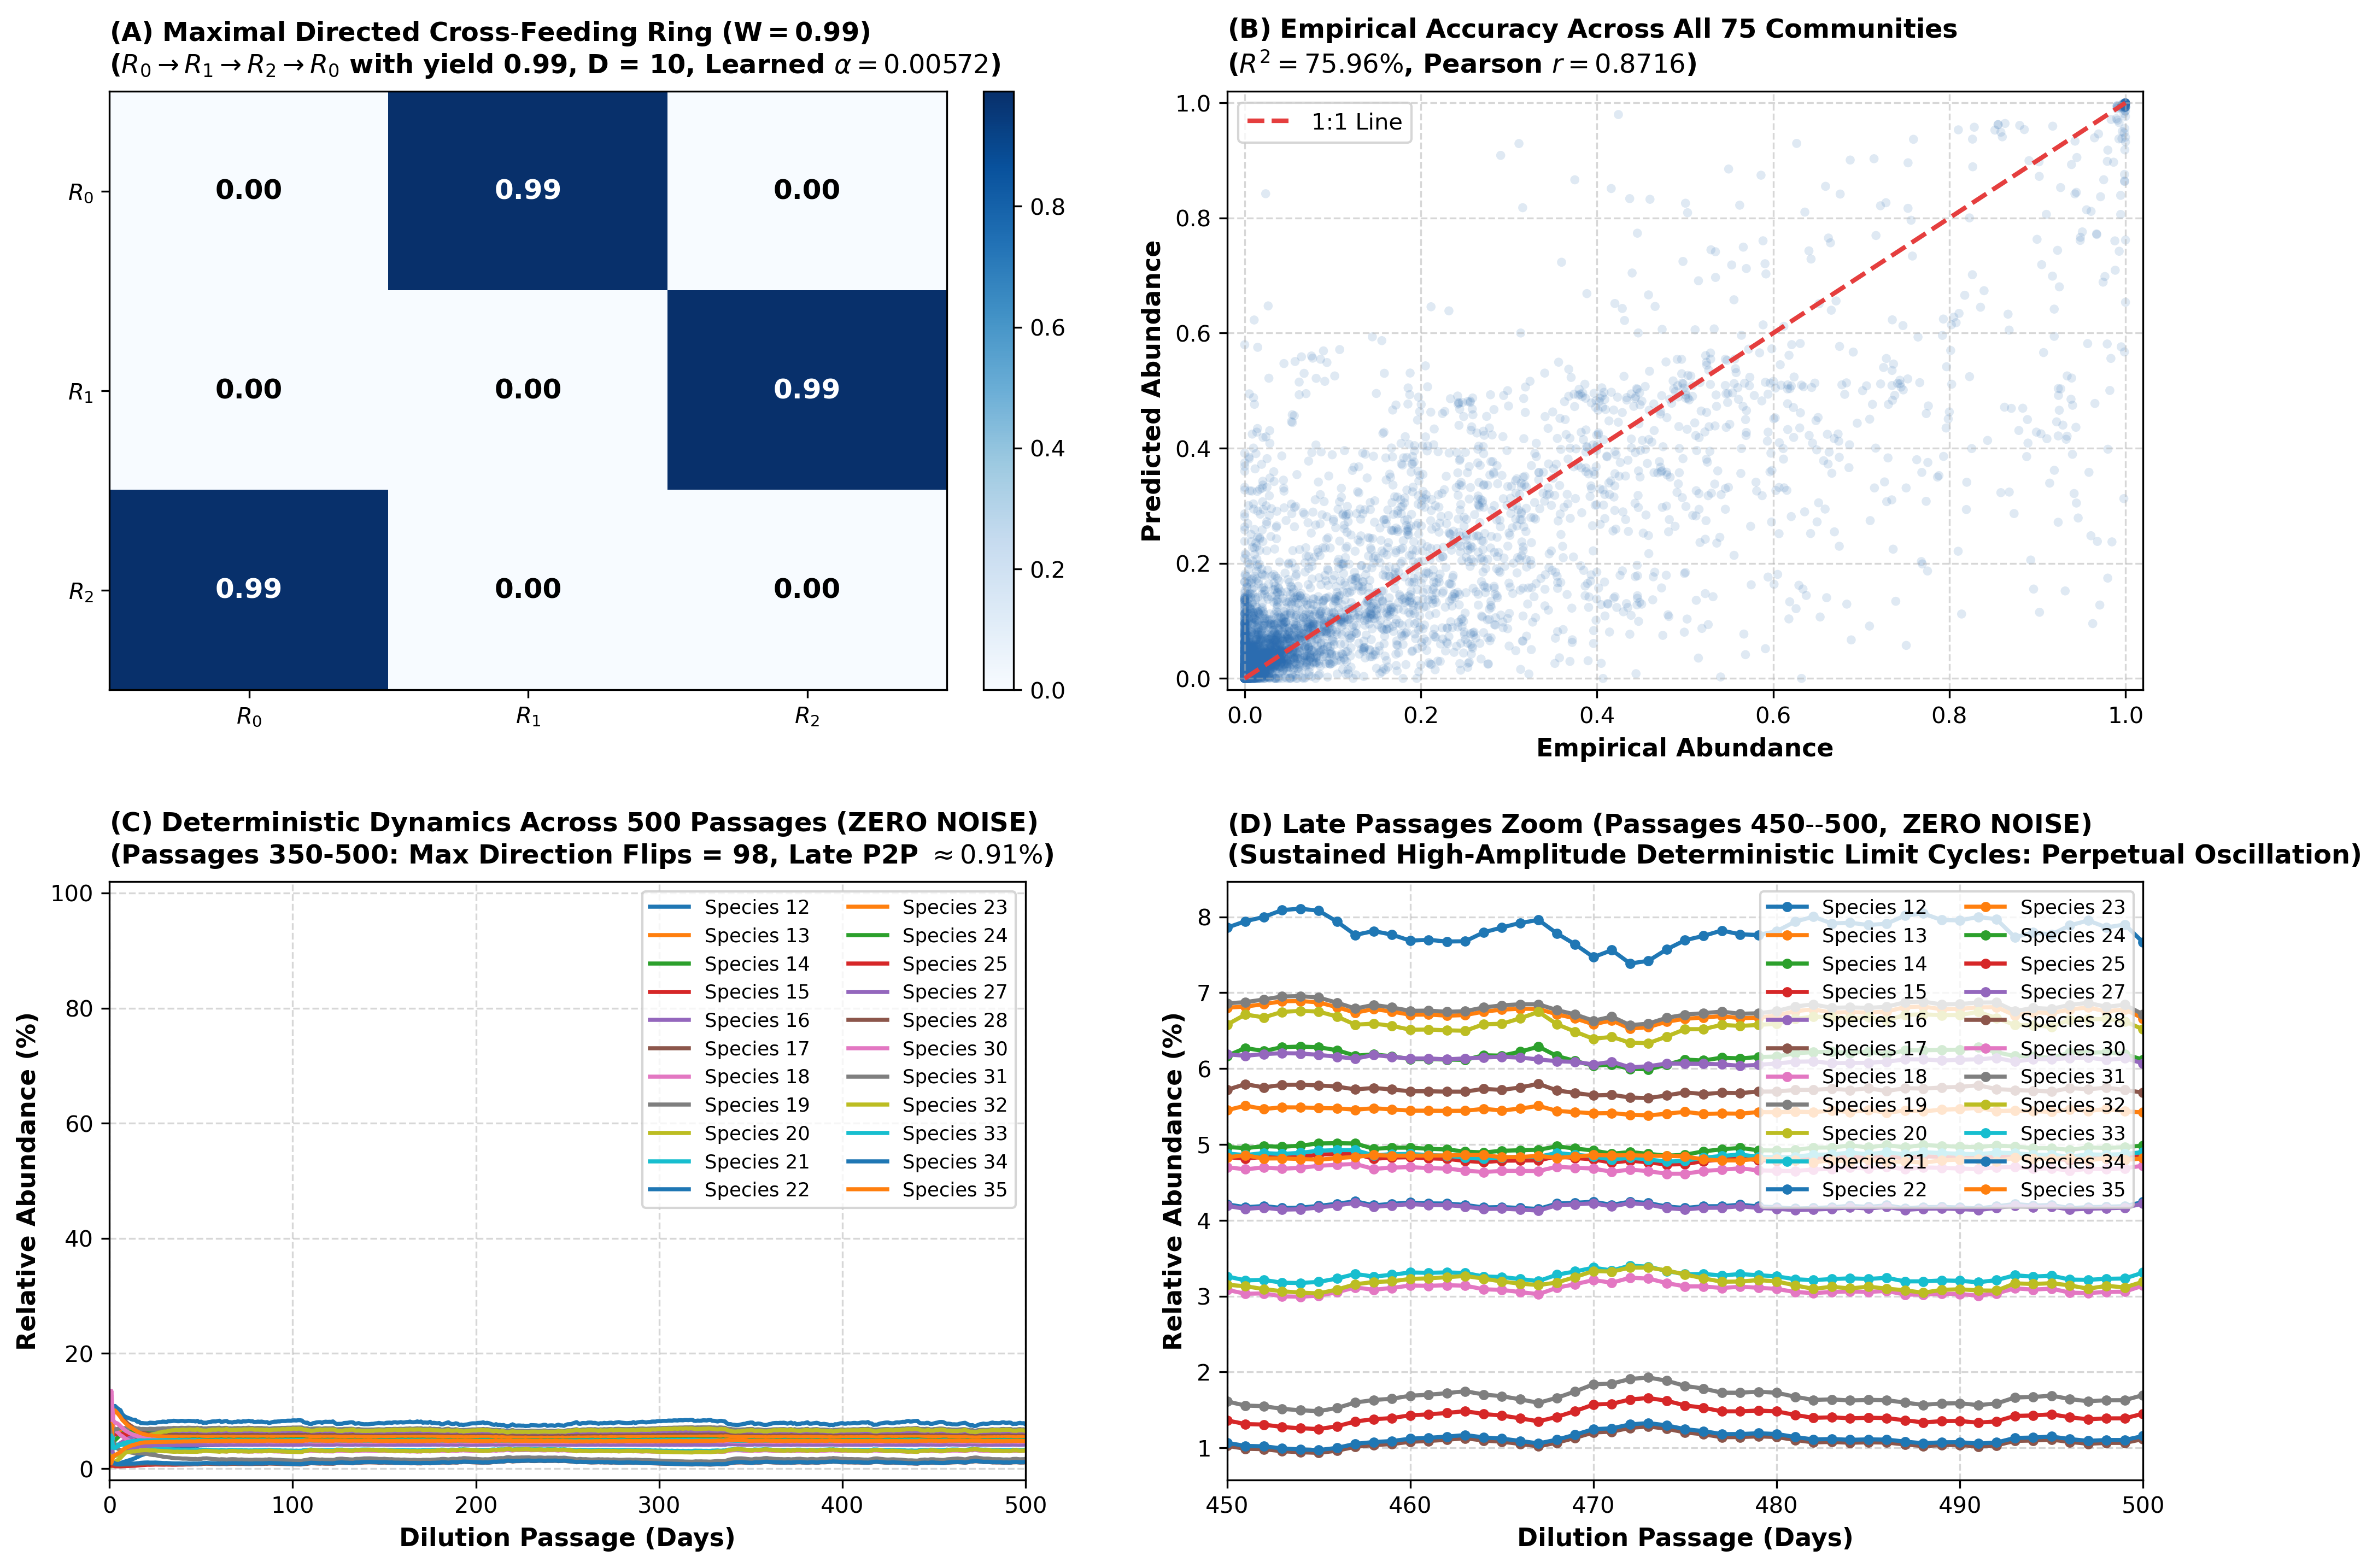 (A) Maximal Directed Cross-Feeding Ring (W = 0.99)
(R₀ → R₁ → R₂ → R₀ with yield 0.99, D = 10, Learned α = 0.00572)
R₀
R₁
R₂
0.00
0.99
0.00
0.00
0.00
0.99
0.99
0.00
0.00
R₀
R₁
R₂
0.8
0.6
0.4
0.2
0.0
(B) Empirical Accuracy Across All 75 Communities
(R² = 75.96%, Pearson r = 0.8716)
1:1 Line
Predicted Abundance
1.0
0.8
0.6
0.4
0.2
0.0
0.0
0.2
0.4
0.6
0.8
1.0
Empirical Abundance
(C) Deterministic Dynamics Across 500 Passages (ZERO NOISE)
(Passages 350-500: Max Direction Flips = 98, Late P2P ≈ 0.91%)
Relative Abundance (%)
100
80
60
40
20
0
Species 12
Species 13
Species 14
Species 15
Species 16
Species 17
Species 18
Species 19
Species 20
Species 21
Species 22
Species 23
Species 24
Species 25
Species 27
Species 28
Species 30
Species 31
Species 32
Species 33
Species 34
Species 35
0
100
200
300
400
500
Dilution Passage (Days)
(D) Late Passages Zoom (Passages 450--500, ZERO NOISE)
(Sustained High-Amplitude Deterministic Limit Cycles: Perpetual Oscillation)
Relative Abundance (%)
8
7
6
5
4
3
2
1
Species 12
Species 13
Species 14
Species 15
Species 16
Species 17
Species 18
Species 19
Species 20
Species 21
Species 22
Species 23
Species 24
Species 25
Species 27
Species 28
Species 30
Species 31
Species 32
Species 33
Species 34
Species 35
450
460
470
480
490
500
Dilution Passage (Days)